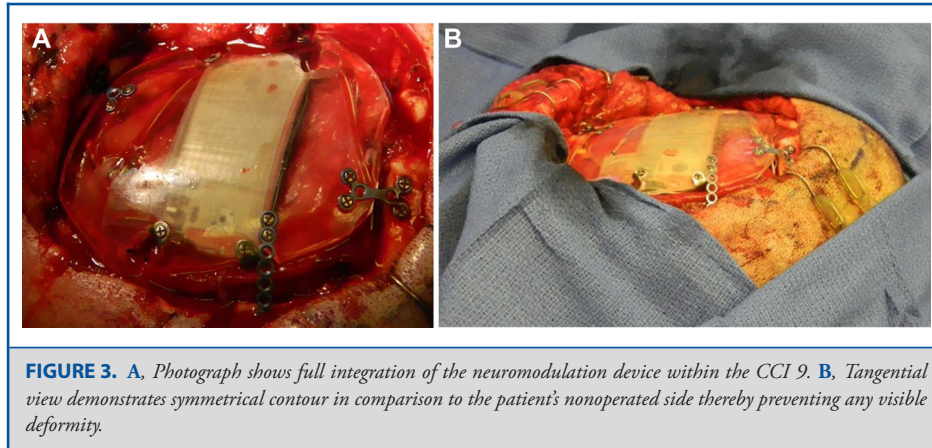 A
B
FIGURE 3. A, Photograph shows full integration of the neuromodulation device within the CCI 9. B, Tangential
view demonstrates symmetrical contour in comparison to the patient's nonoperated side thereby preventing any visible
deformity.